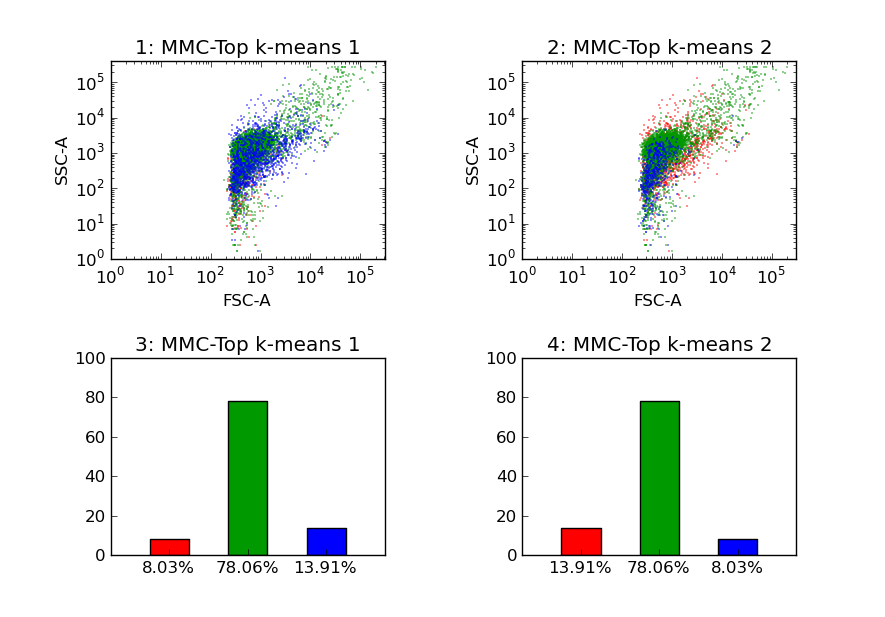 1: MMC-Top k-means 1
2: MMC-Top k-means 2
SSC-A
10^5
10^4
10^3
10^2
10^1
10^0
10^0 10^1 10^2 10^3 10^4 10^5
FSC-A
SSC-A
10^5
10^4
10^3
10^2
10^1
10^0
10^0 10^1 10^2 10^3 10^4 10^5
FSC-A
3: MMC-Top k-means 1
100
80
60
40
20
0
8.03% 78.06% 13.91%
4: MMC-Top k-means 2
100
80
60
40
20
0
13.91% 78.06% 8.03%